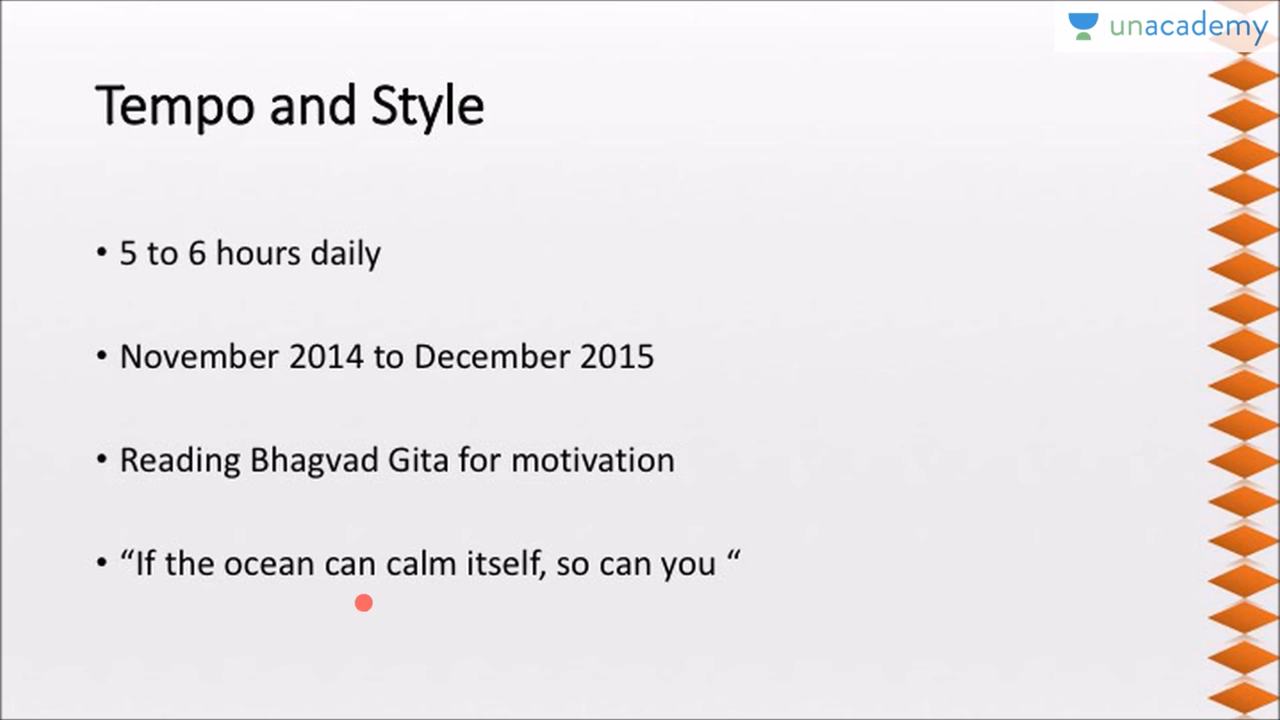 unacademy
Tempo and Style
• 5 to 6 hours daily
• November 2014 to December 2015
• Reading Bhagvad Gita for motivation
• “If the ocean can calm itself, so can you “